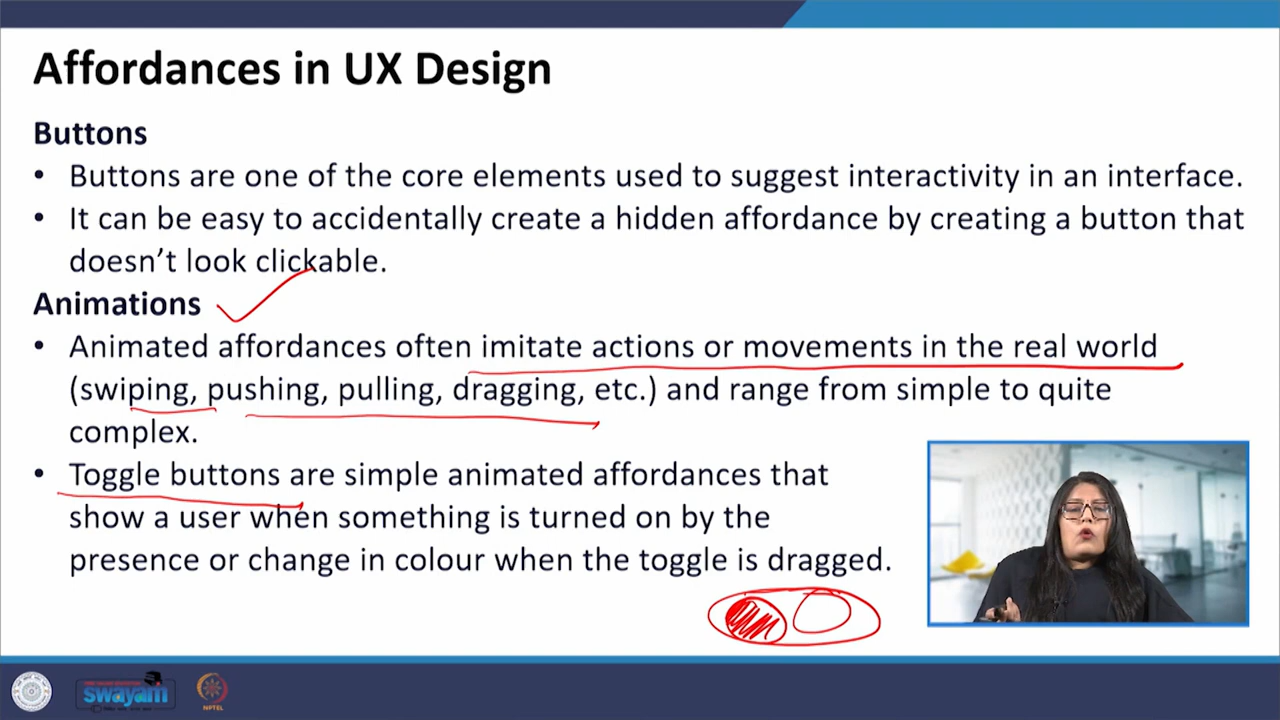 Affordances in UX Design
Buttons
• Buttons are one of the core elements used to suggest interactivity in an interface.
• It can be easy to accidentally create a hidden affordance by creating a button that
doesn’t look clickable.
Animations
• Animated affordances often imitate actions or movements in the real world
(swiping, pushing, pulling, dragging, etc.) and range from simple to quite
complex.
• Toggle buttons are simple animated affordances that
show a user when something is turned on by the
presence or change in colour when the toggle is dragged.
swayam
NPTEL